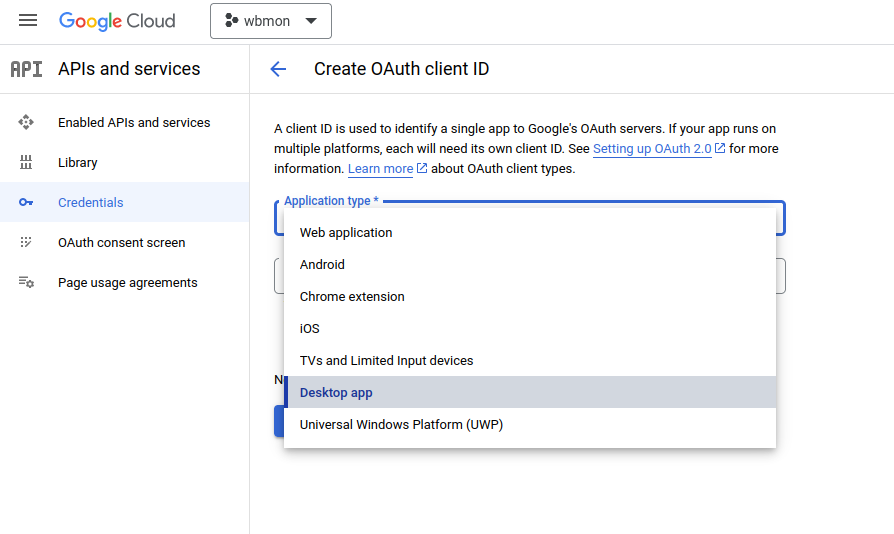 Google Cloud
wbmon
API
APIs and services
Create OAuth client ID
Enabled APIs and services
Library
Credentials
OAuth consent screen
Page usage agreements
A client ID is used to identify a single app to Google's OAuth servers. If your app runs on
multiple platforms, each will need its own client ID. See Setting up OAuth 2.0 for more
information. Learn more about OAuth client types.
Application type *
Web application
Android
Chrome extension
iOS
TVs and Limited Input devices
N
Desktop app
Universal Windows Platform (UWP)